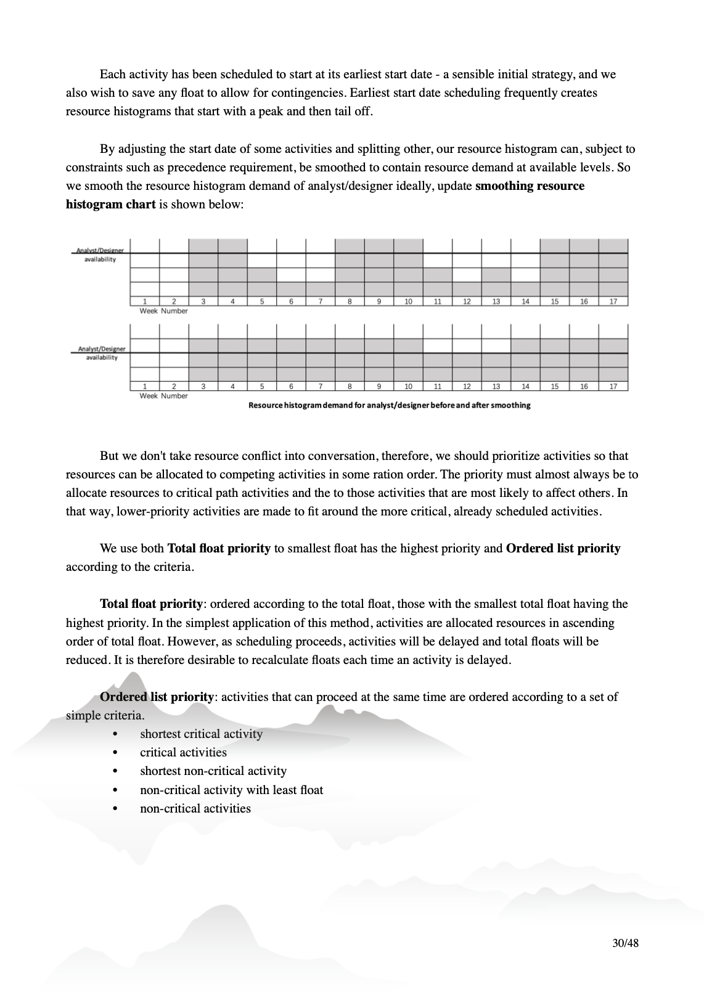 Each activity has been scheduled to start at its earliest start date - a sensible initial strategy, and we
also wish to save any float to allow for contingencies. Earliest start date scheduling frequently creates
resource histograms that start with a peak and then tail off.
By adjusting the start date of some activities and splitting other, our resource histogram can, subject to
constraints such as precedence requirement, be smoothed to contain resource demand at available levels. So
we smooth the resource histogram demand of analyst/designer ideally, update smoothing resource
histogram chart is shown below:
Analyst/Designer
availability
1 2 3 4 5 6 7 8 9 10 11 12 13 14 15 16 17
Week Number
Analyst/Designer
availability
1 2 3 4 5 6 7 8 9 10 11 12 13 14 15 16 17
Week Number
Resource histogram demand for analyst/designer before and after smoothing
But we don't take resource conflict into conversation, therefore, we should prioritize activities so that
resources can be allocated to competing activities in some ration order. The priority must almost always be to
allocate resources to critical path activities and the to those activities that are most likely to affect others. In
that way, lower-priority activities are made to fit around the more critical, already scheduled activities.
We use both Total float priority to smallest float has the highest priority and Ordered list priority
according to the criteria.
Total float priority: ordered according to the total float, those with the smallest total float having the
highest priority. In the simplest application of this method, activities are allocated resources in ascending
order of total float. However, as scheduling proceeds, activities will be delayed and total floats will be
reduced. It is therefore desirable to recalculate floats each time an activity is delayed.
Ordered list priority: activities that can proceed at the same time are ordered according to a set of
simple criteria.
• shortest critical activity
• critical activities
• shortest non-critical activity
• non-critical activity with least float
• non-critical activities
30/48